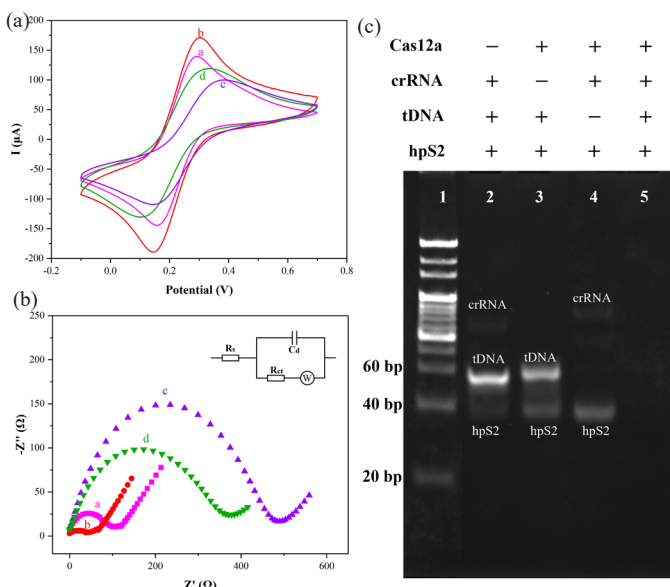 (a)
200
150
100
50
0
-50
-100
-150
-200
I (μA)
b
a
d
c
-0.2
0.0
0.2
0.4
0.6
0.8
Potential (V)
(b)
250
200
150
100
50
0
-Z'' (Ω)
Rs
Cd
Rct
W
c
d
a
b
0
200
400
600
Z' (Ω)
(c)
Cas12a − + + +
crRNA + − + +
tDNA + + − +
hpS2 + + + +
1 2 3 4 5
crRNA crRNA
60 bp tDNA tDNA
40 bp
hpS2 hpS2 hpS2
20 bp